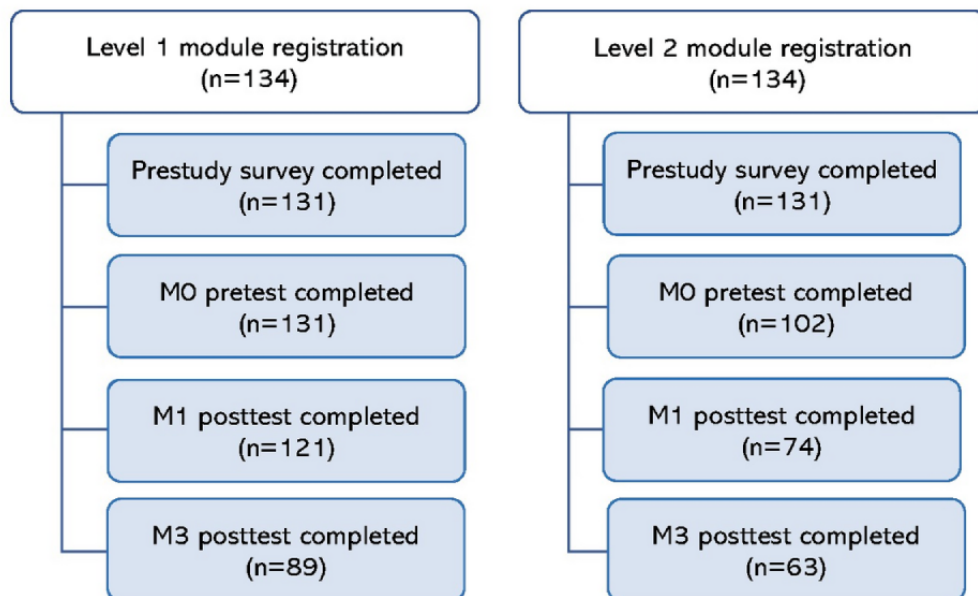 Level 1 module registration
(n=134)
Prestudy survey completed
(n=131)
M0 pretest completed
(n=131)
M1 posttest completed
(n=121)
M3 posttest completed
(n=89)
Level 2 module registration
(n=134)
Prestudy survey completed
(n=131)
M0 pretest completed
(n=102)
M1 posttest completed
(n=74)
M3 posttest completed
(n=63)